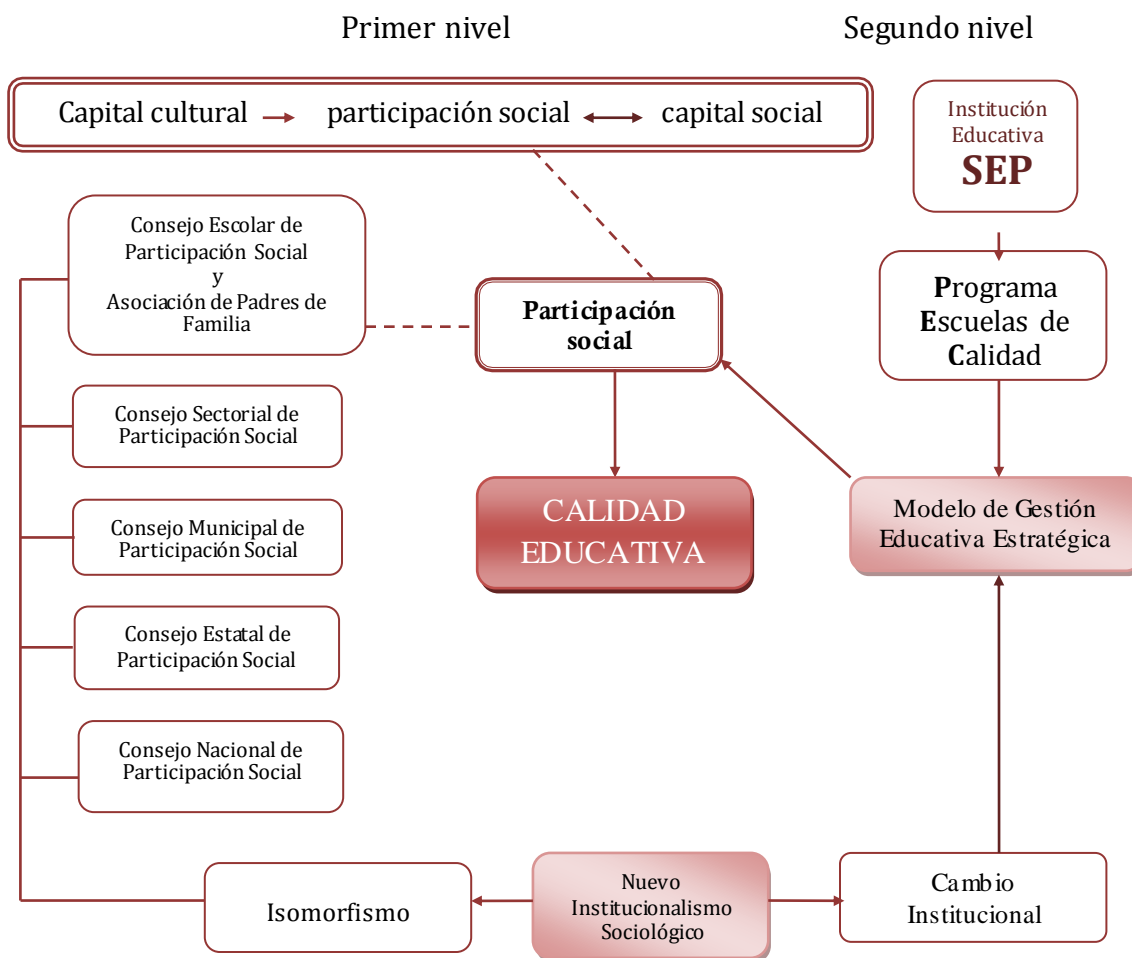 Primer nivel
Segundo nivel
Capital cultural
participación social
capital social
Institución
Educativa
SEP
Consejo Escolar de
Participación Social
y
Asociación de Padres de
Familia
Participación
social
Programa
Escuelas de
Calidad
Consejo Sectorial de
Participación Social
CALIDAD
EDUCATIVA
Modelo de Gestión
Educativa Estratégica
Consejo Municipal de
Participación Social
Consejo Estatal de
Participación Social
Consejo Nacional de
Participación Social
Isomorfismo
Nuevo
Institucionalismo
Sociológico
Cambio
Institucional